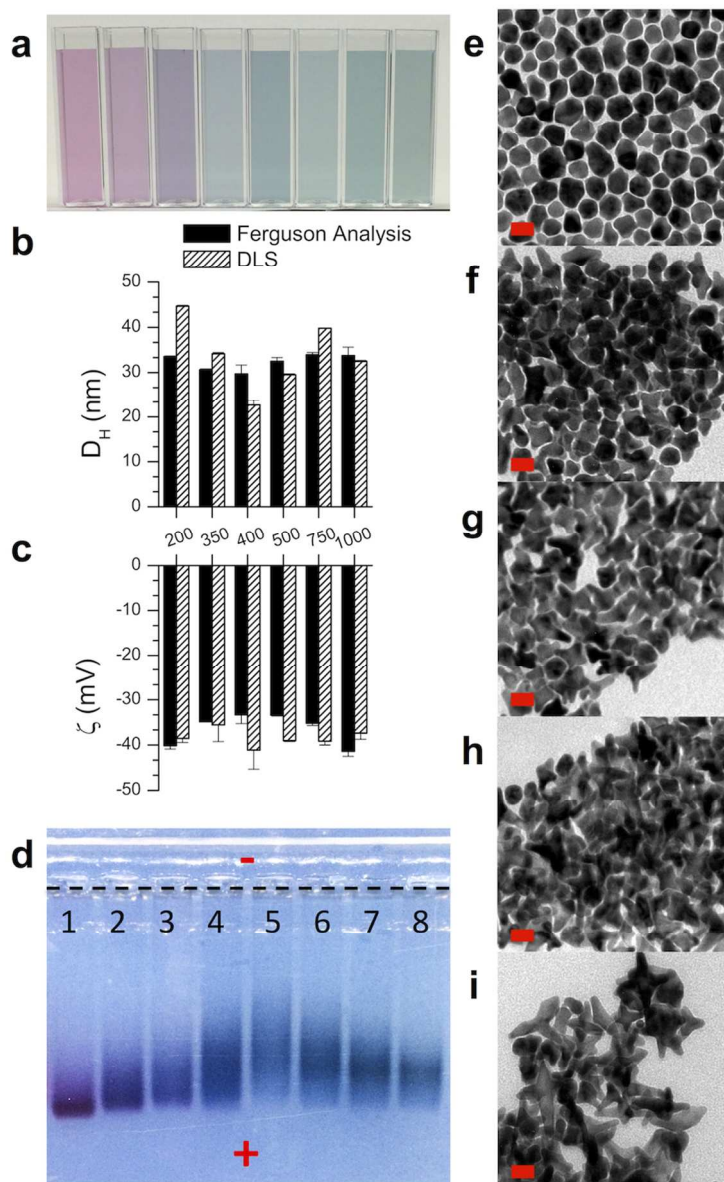 a
b
Ferguson Analysis
DLS
50
40
30
20
10
0
D_H (nm)
200 350 400 500 750 1000
c
0
-10
-20
-30
-40
-50
ζ (mV)
d
-
1 2 3 4 5 6 7 8
+
e
f
g
h
i